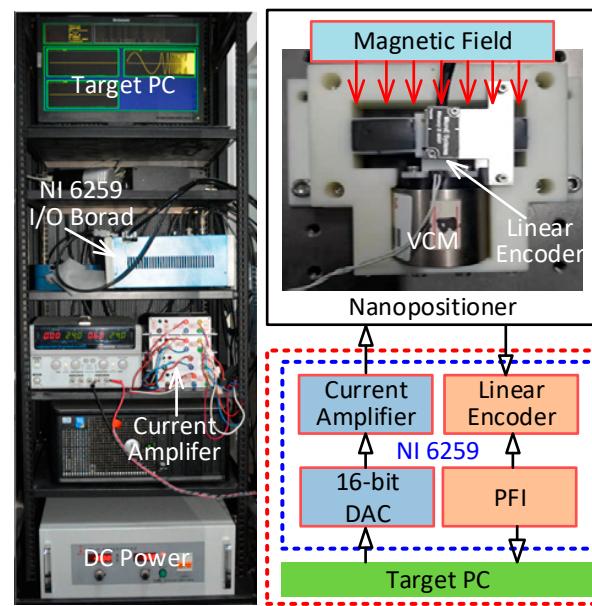 Target PC
NI 6259
I/O Borad
Current
Amplifer
DC Power
Magnetic Field
VCM
Linear
Encoder
Nanopositioner
Current
Amplifier
Linear
Encoder
NI 6259
16-bit
DAC
PFI
Target PC